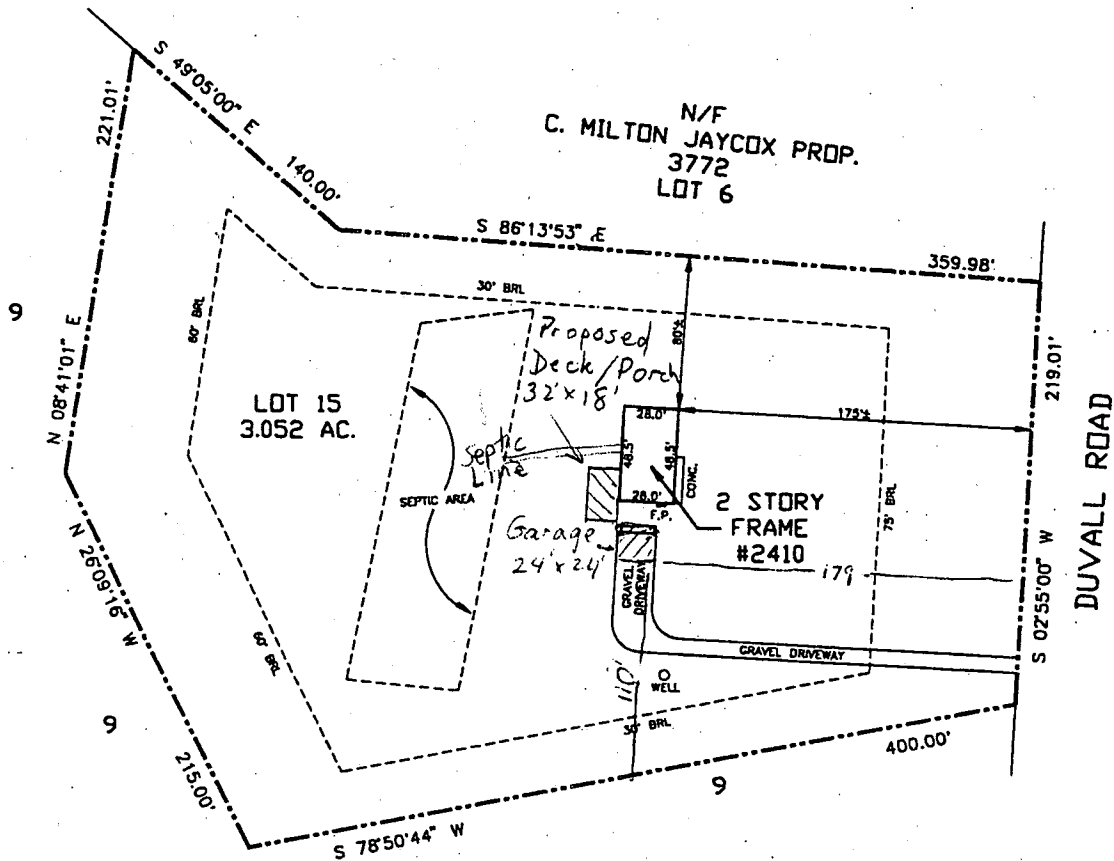 S 49°05'00" E
140.00'
221.01'
N 08°41'01" E
N/F
C. MILTON JAYCOX PROP.
3772
LOT 6
S 86°13'53" E
359.98'
30' BRL
60' BRL
9
Proposed
Deck/Porch
32'x18'
80'±
219.01'
LOT 15
3.052 AC.
28.0'
175'±
48.5'
48.5'
CONC.
Septic
Line
SEPTIC AREA
28.0'
F.P.
2 STORY
FRAME
#2410
75' BRL
DUVALL ROAD
Garage
24'x24'
GRAVEL
DRIVEWAY
179
S 02°55'00" W
N 26°09'16" W
60' BRL
GRAVEL DRIVEWAY
110'
WELL
30' BRL
9
215.00'
400.00'
9
S 78°50'44" W